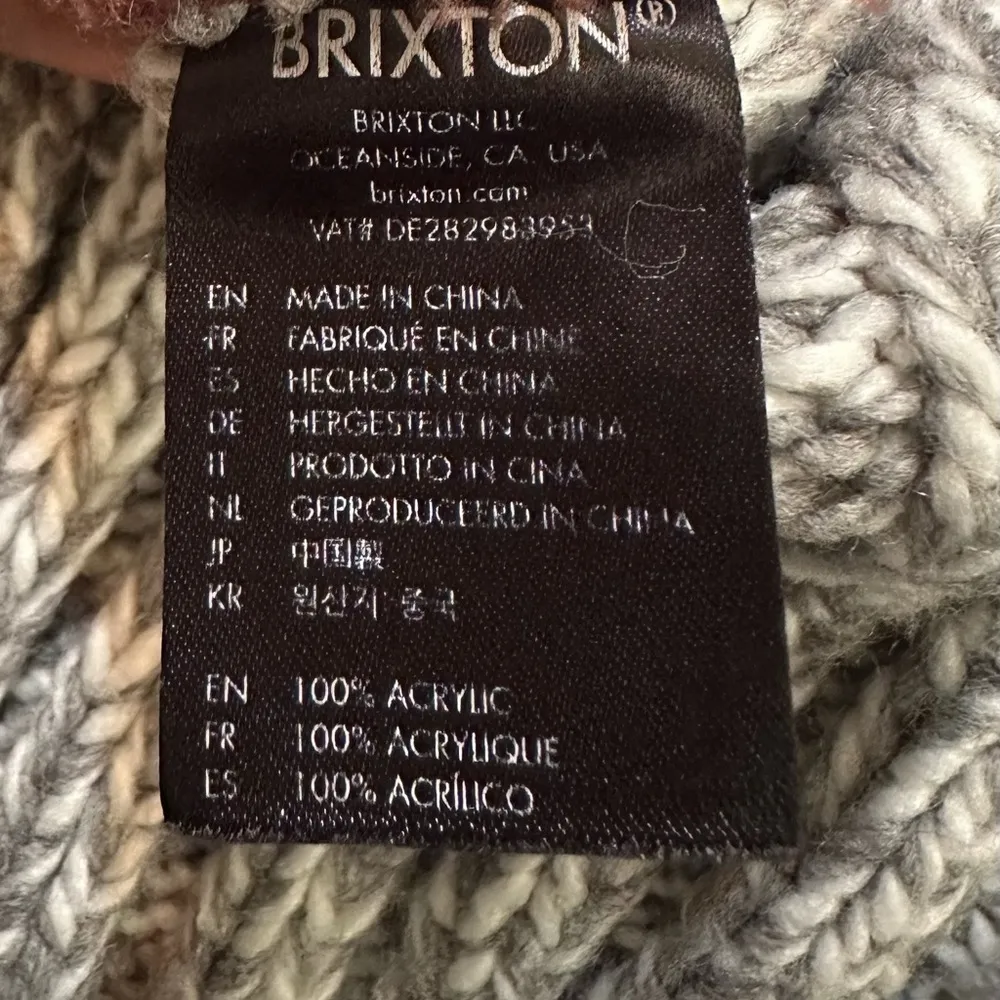 BRIXTON®
BRIXTON LLC
OCEANSIDE, CA. USA
brixton.com
VAT# DE282983953
EN MADE IN CHINA
FR FABRIQUÉ EN CHINE
ES HECHO EN CHINA
DE HERGESTELLT IN CHINA
IT PRODOTTO IN CINA
NL GEPRODUCEERD IN CHINA
JP 中国製
KR 원산지 중국
EN 100% ACRYLIC
FR 100% ACRYLIQUE
ES 100% ACRÍLICO